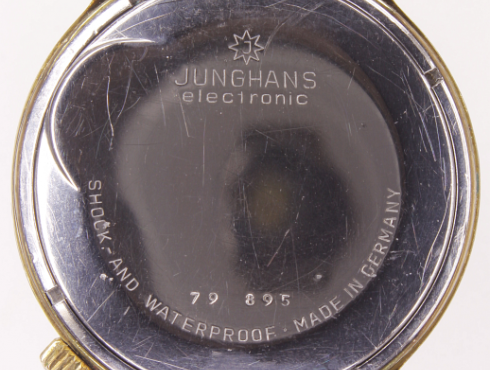 J
JUNGHANS
electronic
79 895
SHOCK- AND WATERPROOF · MADE IN GERMANY